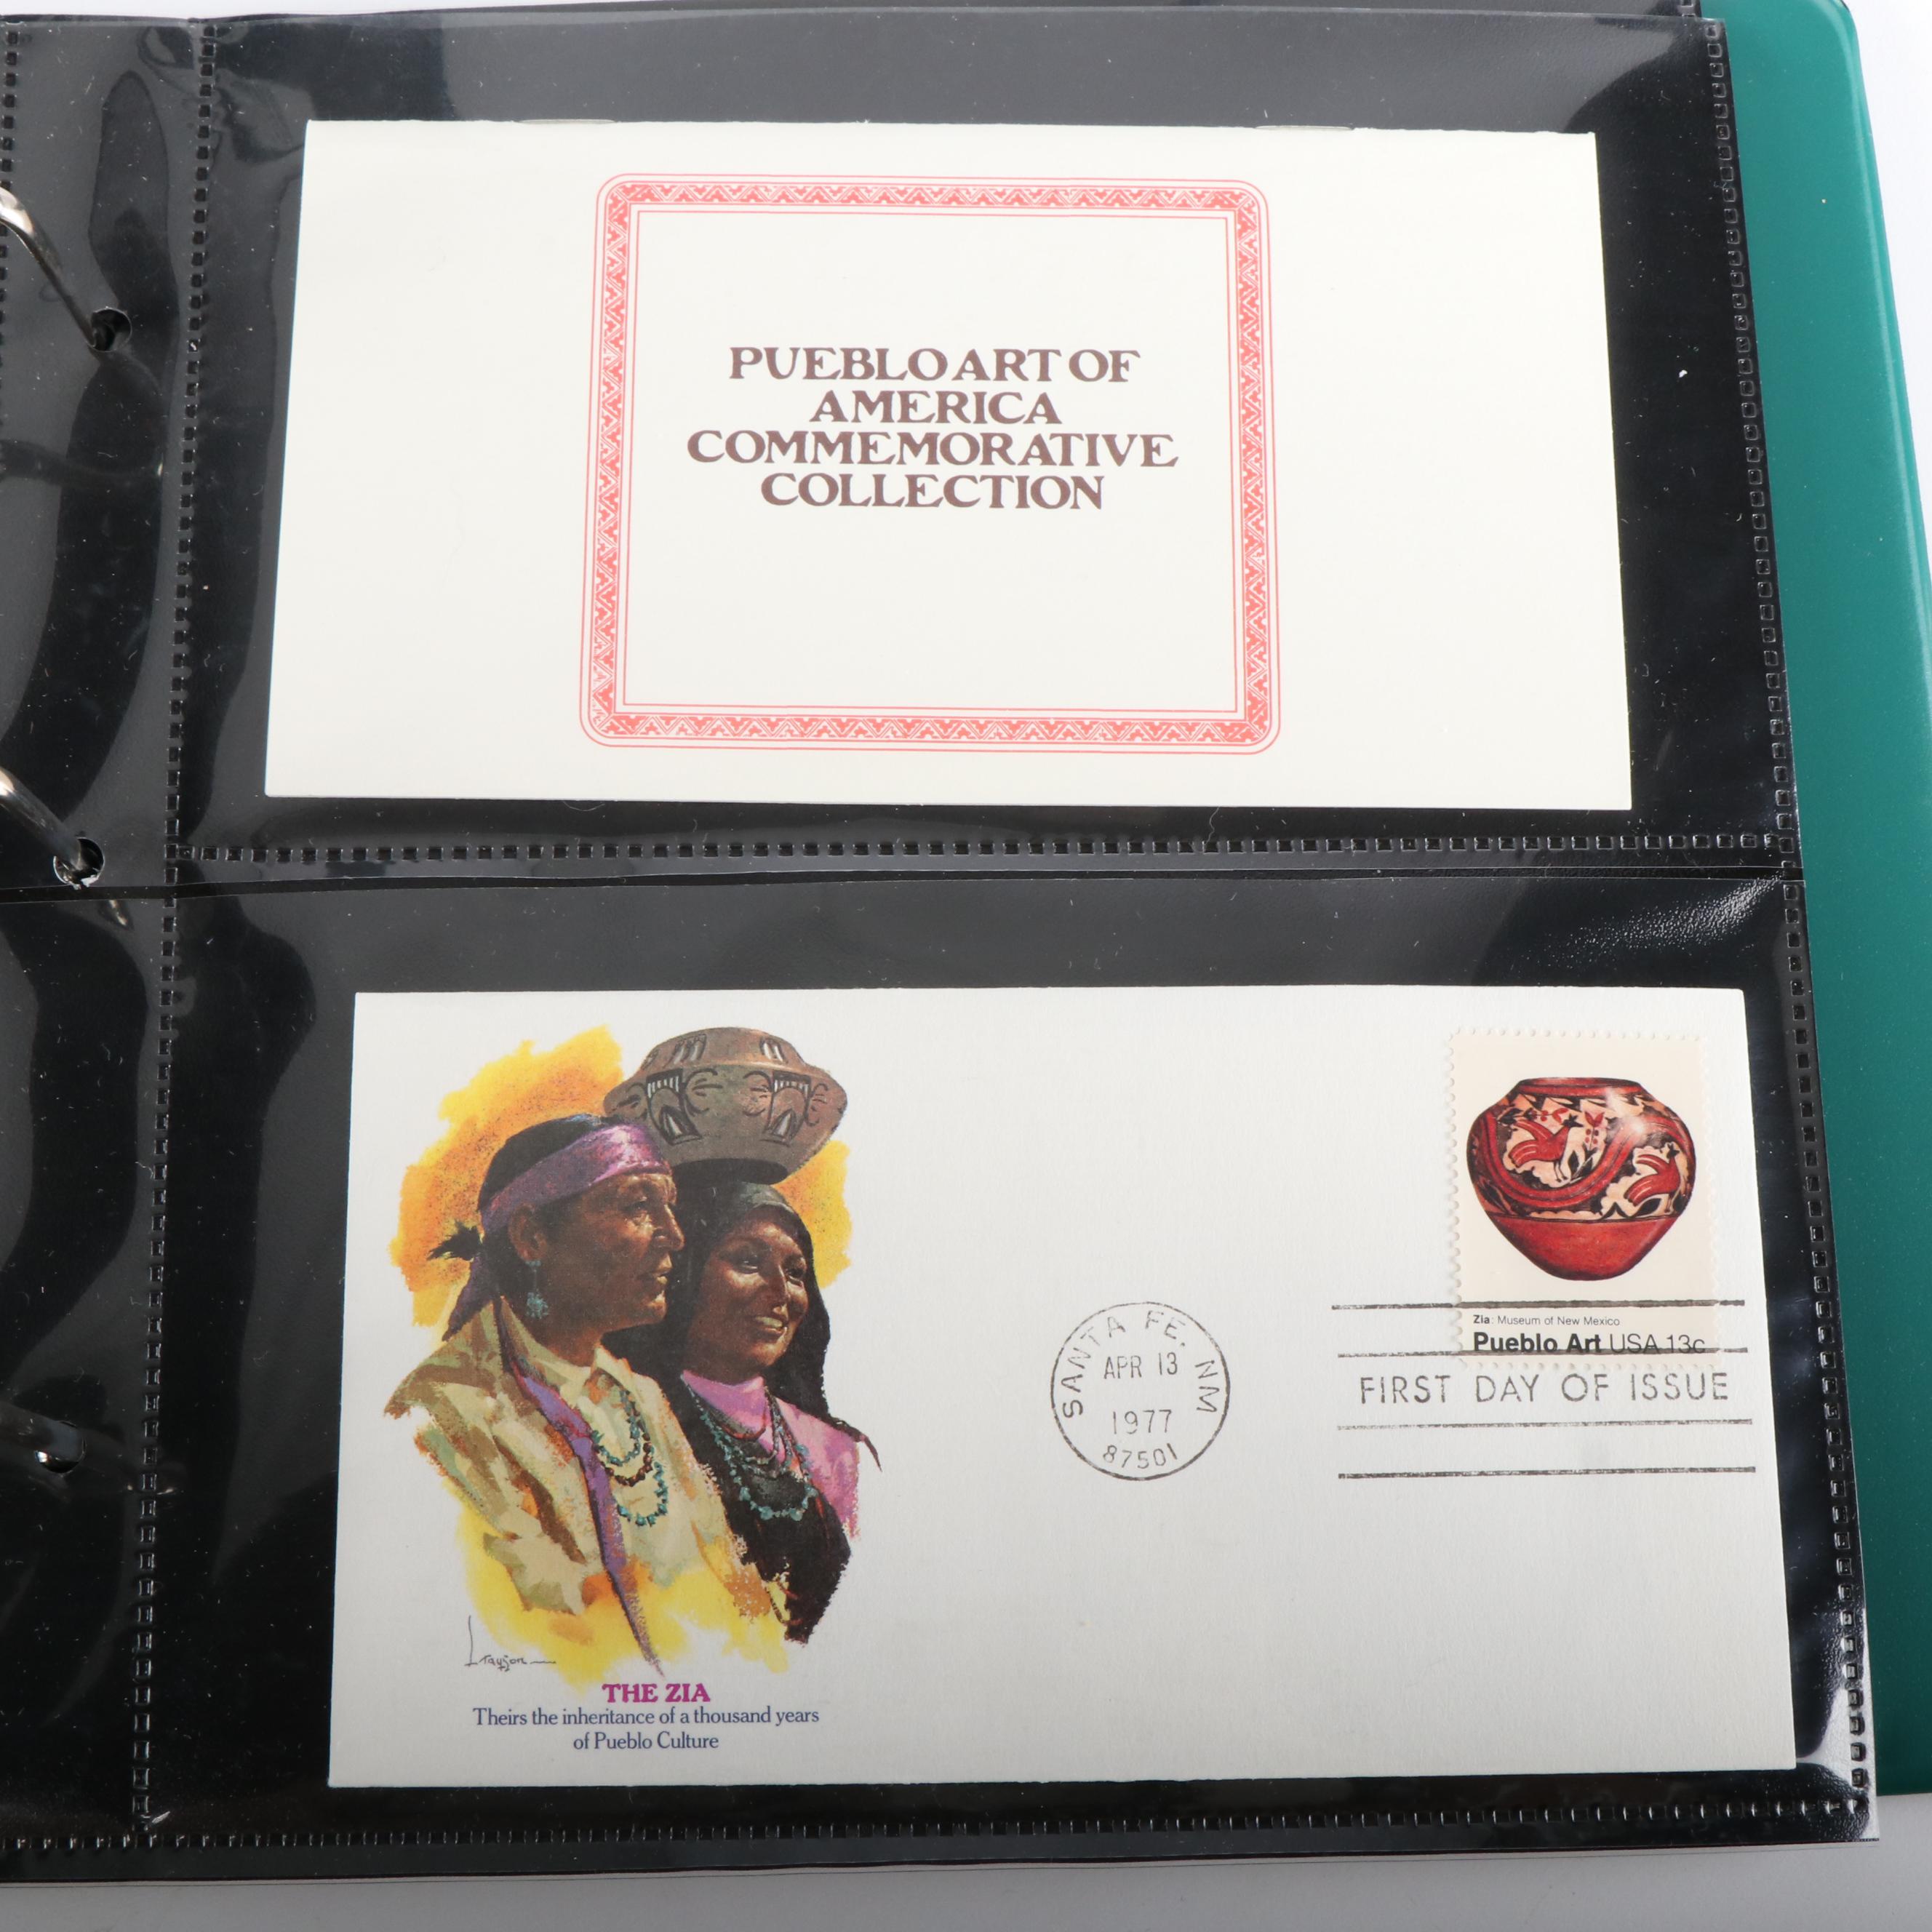 PUEBLO ART OF
AMERICA
COMMEMORATIVE
COLLECTION
Zia: Museum of New Mexico
Pueblo Art USA 13c
SANTA FE, NM
APR 13
1977
87501
FIRST DAY OF ISSUE
THE ZIA
Theirs the inheritance of a thousand years
of Pueblo Culture